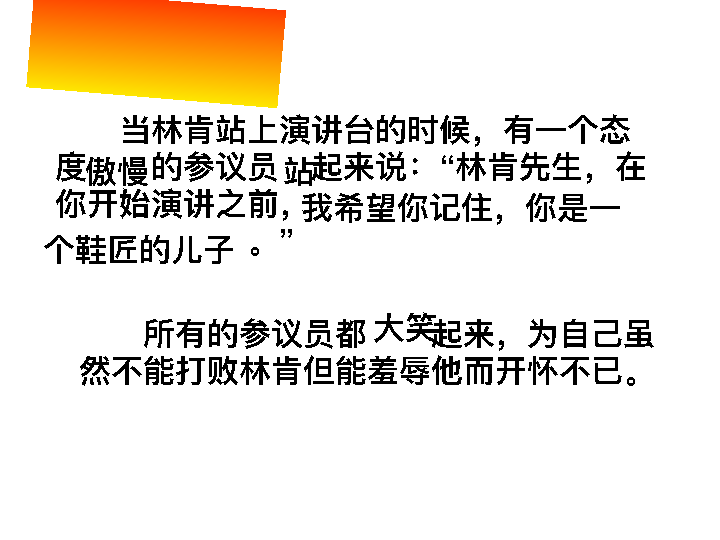 当林肯站上演讲台的时候，有一个态
度傲慢的参议员站起来说：“林肯先生，在
你开始演讲之前，我希望你记住，你是一
个鞋匠的儿子。”
所有的参议员都大笑起来，为自己虽
然不能打败林肯但能羞辱他而开怀不已。